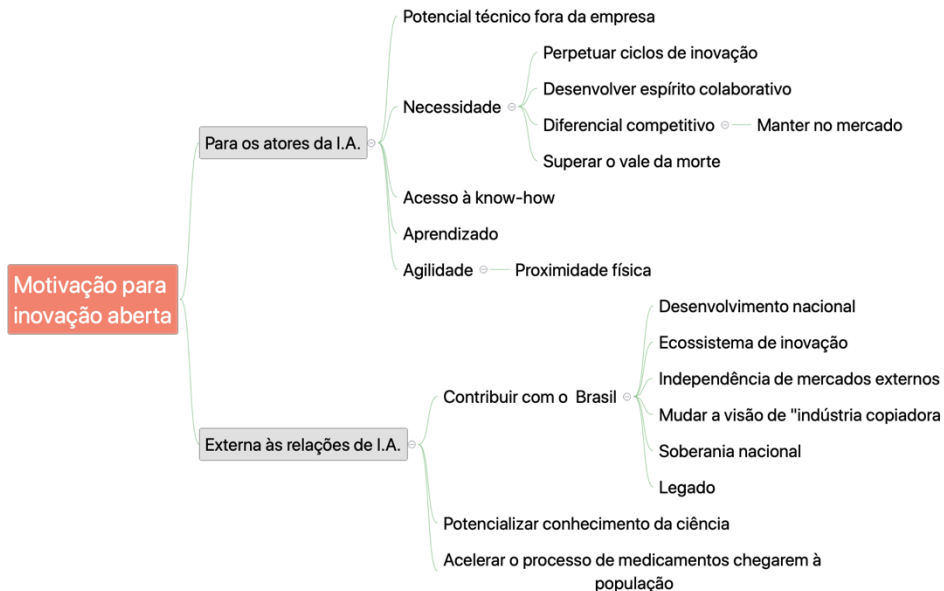 Motivação para
inovação aberta
Para os atores da I.A.
Potencial técnico fora da empresa
Necessidade
Perpetuar ciclos de inovação
Desenvolver espírito colaborativo
Diferencial competitivo
Manter no mercado
Superar o vale da morte
Acesso à know-how
Aprendizado
Agilidade
Proximidade física
Externa às relações de I.A.
Contribuir com o  Brasil
Desenvolvimento nacional
Ecossistema de inovação
Independência de mercados externos
Mudar a visão de "indústria copiadora
Soberania nacional
Legado
Potencializar conhecimento da ciência
Acelerar o processo de medicamentos chegarem à
população